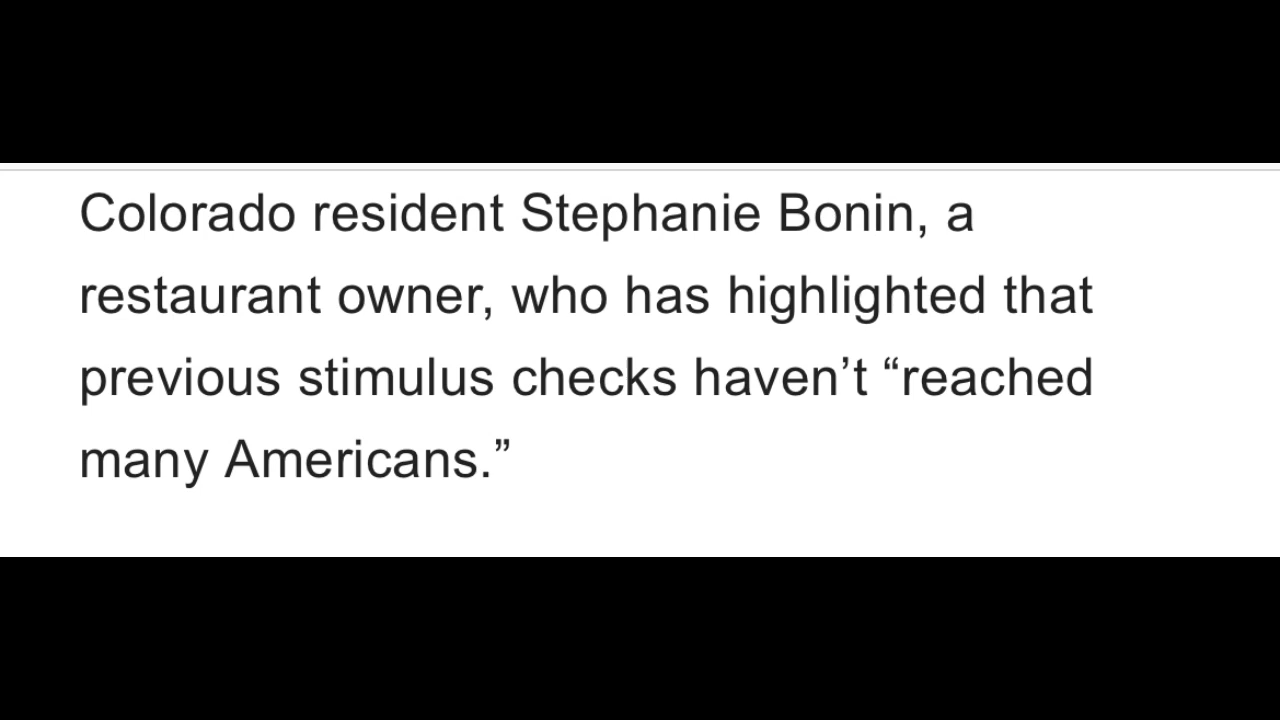 Colorado resident Stephanie Bonin, a
restaurant owner, who has highlighted that
previous stimulus checks haven’t “reached
many Americans.”